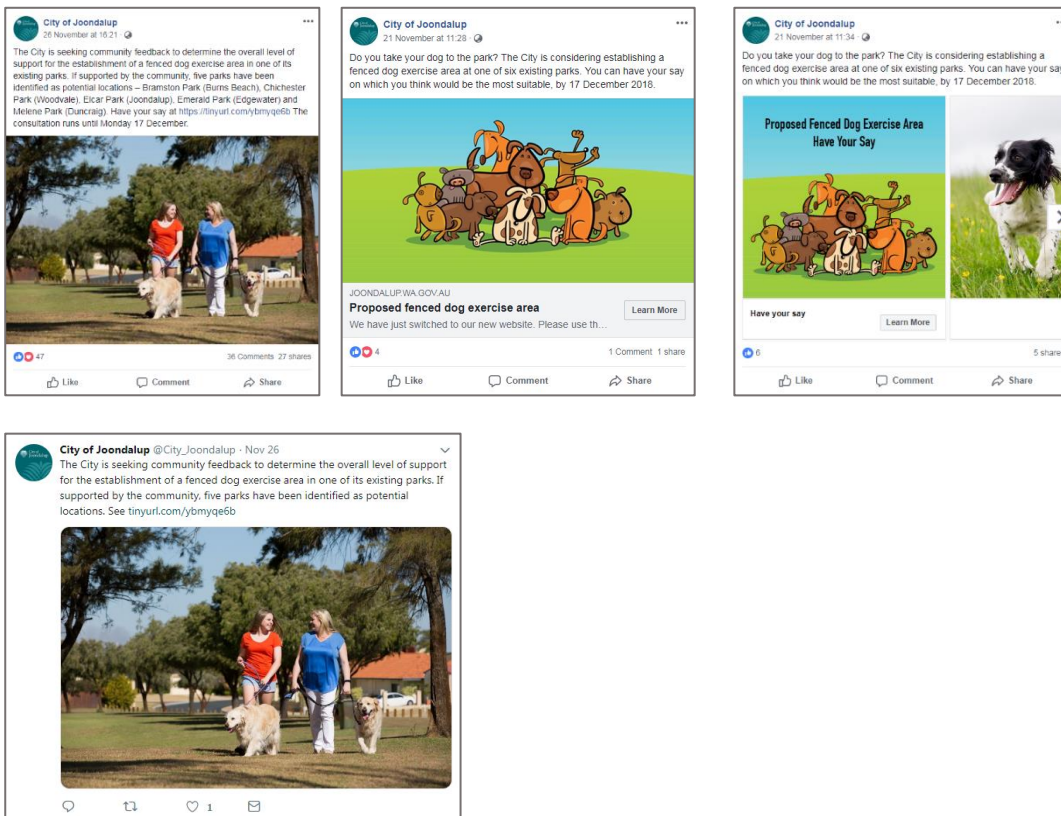 City of Joondalup
26 November at 16:21
The City is seeking community feedback to determine the overall level of
support for the establishment of a fenced dog exercise area in one of its
existing parks. If supported by the community, five parks have been
identified as potential locations – Bramston Park (Burns Beach), Chichester
Park (Woodvale), Elcar Park (Joondalup), Emerald Park (Edgewater) and
Melene Park (Duncraig). Have your say at https://tinyurl.com/ybmyqe6b The
consultation runs until Monday 17 December.
47
36 Comments 27 shares
Like Comment Share
City of Joondalup
21 November at 11:28
Do you take your dog to the park? The City is considering establishing a
fenced dog exercise area at one of six existing parks. You can have your say
on which you think would be the most suitable, by 17 December 2018.
JOONDALUP.WA.GOV.AU
Proposed fenced dog exercise area
We have just switched to our new website. Please use th...
Learn More
4
1 Comment 1 share
Like Comment Share
City of Joondalup
21 November at 11:34
Do you take your dog to the park? The City is considering establishing a
fenced dog exercise area at one of six existing parks. You can have your say
on which you think would be the most suitable, by 17 December 2018.
Proposed Fenced Dog Exercise Area
Have Your Say
Have your say
Learn More
6
5 share
Like Comment Share
City of Joondalup @City_Joondalup · Nov 26
The City is seeking community feedback to determine the overall level of support
for the establishment of a fenced dog exercise area in one of its existing parks. If
supported by the community, five parks have been identified as potential
locations. See tinyurl.com/ybmyqe6b
1